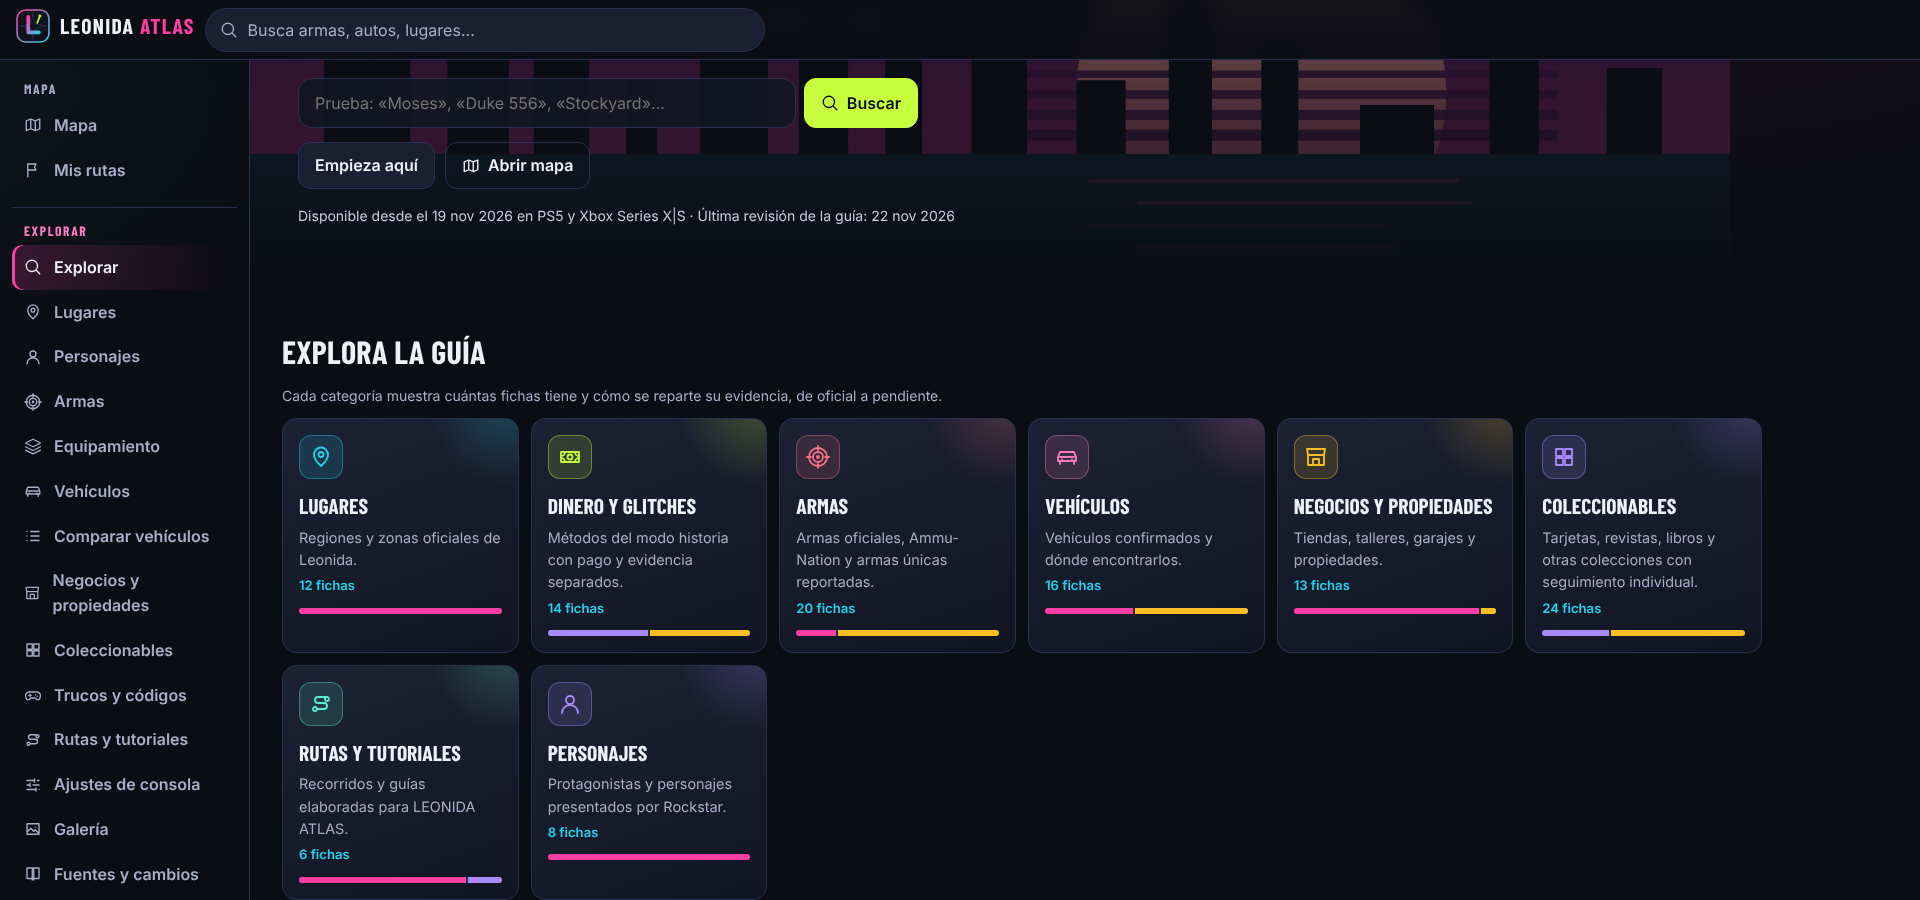 LEONIDA ATLAS
Busca armas, autos, lugares...
MAPA
Mapa
Mis rutas
EXPLORAR
Explorar
Lugares
Personajes
Armas
Equipamiento
Vehículos
Comparar vehículos
Negocios y
propiedades
Coleccionables
Trucos y códigos
Rutas y tutoriales
Ajustes de consola
Galería
Fuentes y cambios
Prueba: «Moses», «Duke 556», «Stockyard»...
Buscar
Empieza aquí
Abrir mapa
Disponible desde el 19 nov 2026 en PS5 y Xbox Series X|S · Última revisión de la guía: 22 nov 2026
EXPLORA LA GUÍA
Cada categoría muestra cuántas fichas tiene y cómo se reparte su evidencia, de oficial a pendiente.
LUGARES
Regiones y zonas oficiales de
Leonida.
12 fichas
DINERO Y GLITCHES
Métodos del modo historia
con pago y evidencia
separados.
14 fichas
ARMAS
Armas oficiales, Ammu-
Nation y armas únicas
reportadas.
20 fichas
VEHÍCULOS
Vehículos confirmados y
dónde encontrarlos.
16 fichas
NEGOCIOS Y PROPIEDADES
Tiendas, talleres, garajes y
propiedades.
13 fichas
COLECCIONABLES
Tarjetas, revistas, libros y
otras colecciones con
seguimiento individual.
24 fichas
RUTAS Y TUTORIALES
Recorridos y guías
elaboradas para LEONIDA
ATLAS.
6 fichas
PERSONAJES
Protagonistas y personajes
presentados por Rockstar.
8 fichas